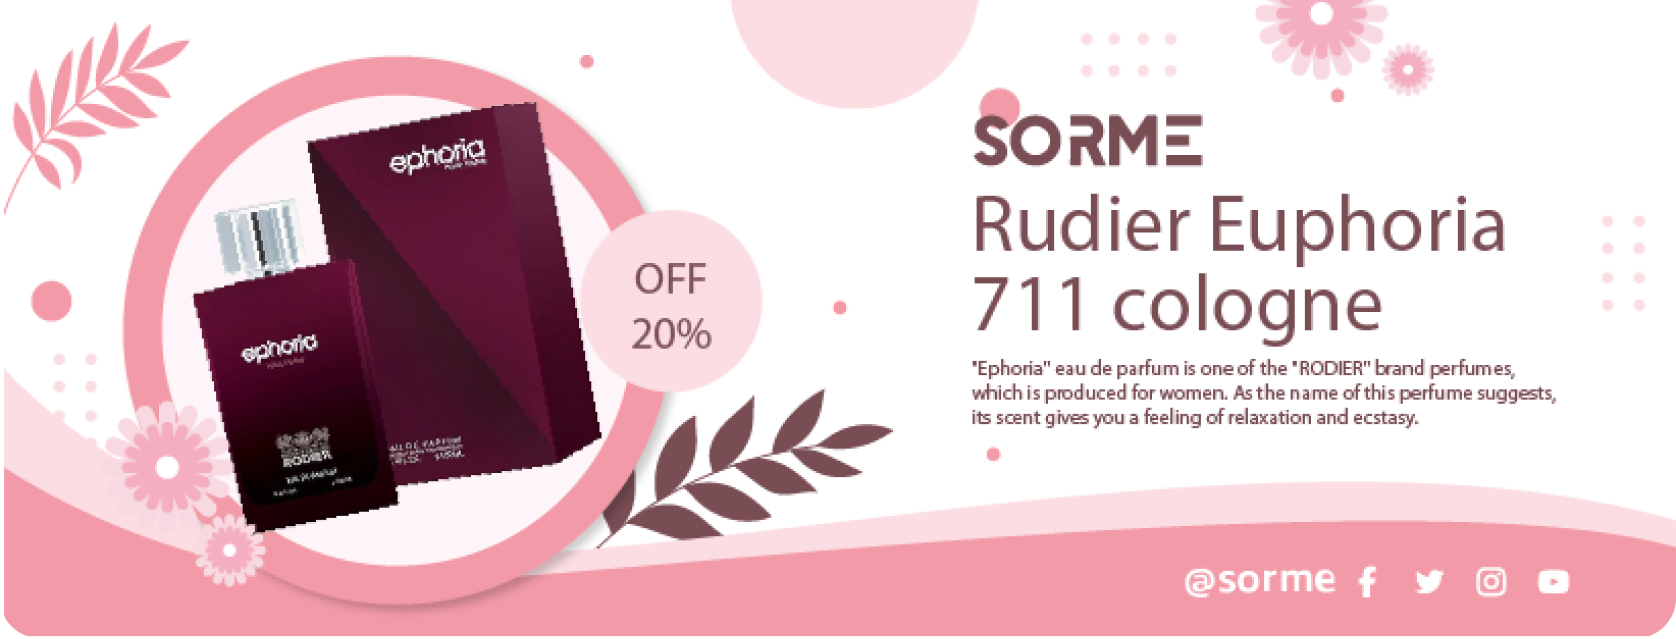 ephoria
ephoria
RODIER
OFF
20%
SORME
Rudier Euphoria
711 cologne
"Ephoria" eau de parfum is one of the "RODIER" brand perfumes,
which is produced for women. As the name of this perfume suggests,
its scent gives you a feeling of relaxation and ecstasy.
@sorme